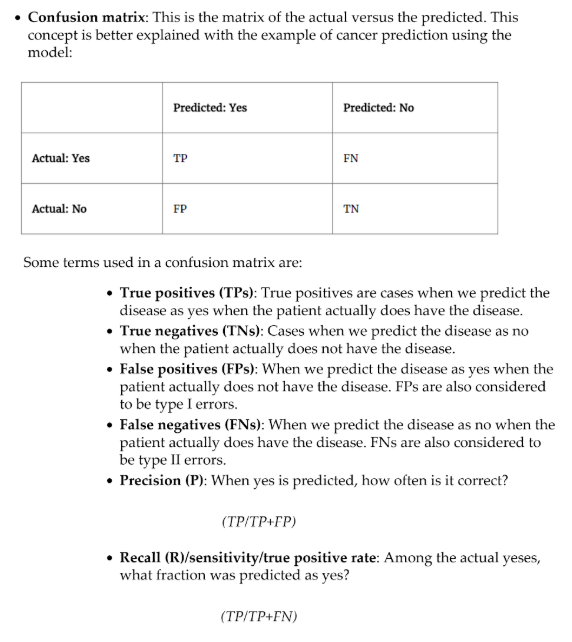 • Confusion matrix: This is the matrix of the actual versus the predicted. This
concept is better explained with the example of cancer prediction using the
model:
Predicted: Yes Predicted: No
Actual: Yes TP FN
Actual: No FP TN
Some terms used in a confusion matrix are:
• True positives (TPs): True positives are cases when we predict the
disease as yes when the patient actually does have the disease.
• True negatives (TNs): Cases when we predict the disease as no
when the patient actually does not have the disease.
• False positives (FPs): When we predict the disease as yes when the
patient actually does not have the disease. FPs are also considered
to be type I errors.
• False negatives (FNs): When we predict the disease as no when the
patient actually does have the disease. FNs are also considered to
be type II errors.
• Precision (P): When yes is predicted, how often is it correct?
(TP/TP+FP)
• Recall (R)/sensitivity/true positive rate: Among the actual yeses,
what fraction was predicted as yes?
(TP/TP+FN)